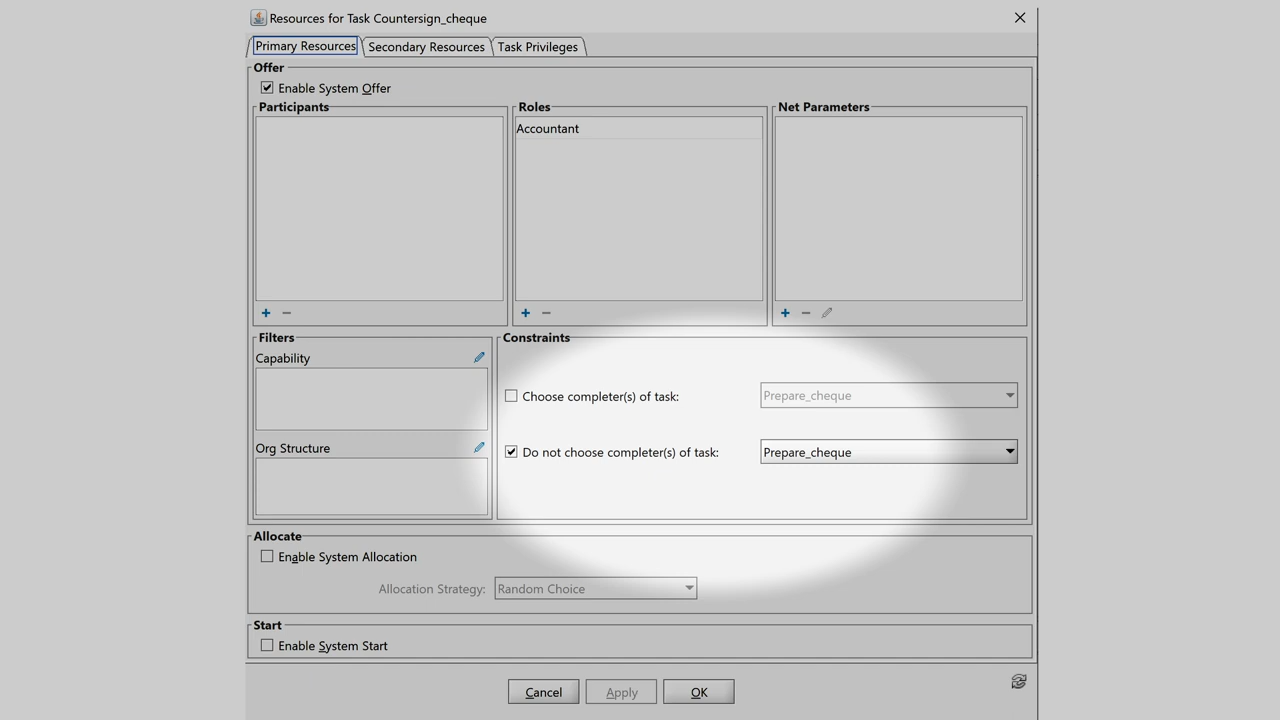 Resources for Task Countersign_cheque
Primary Resources Secondary Resources Task Privileges
Offer
Enable System Offer
Participants Roles Net Parameters
Accountant
Filters Constraints
Capability
Choose completer(s) of task: Prepare_cheque
Org Structure
Do not choose completer(s) of task: Prepare_cheque
Allocate
Enable System Allocation
Allocation Strategy: Random Choice
Start
Enable System Start
Cancel Apply OK